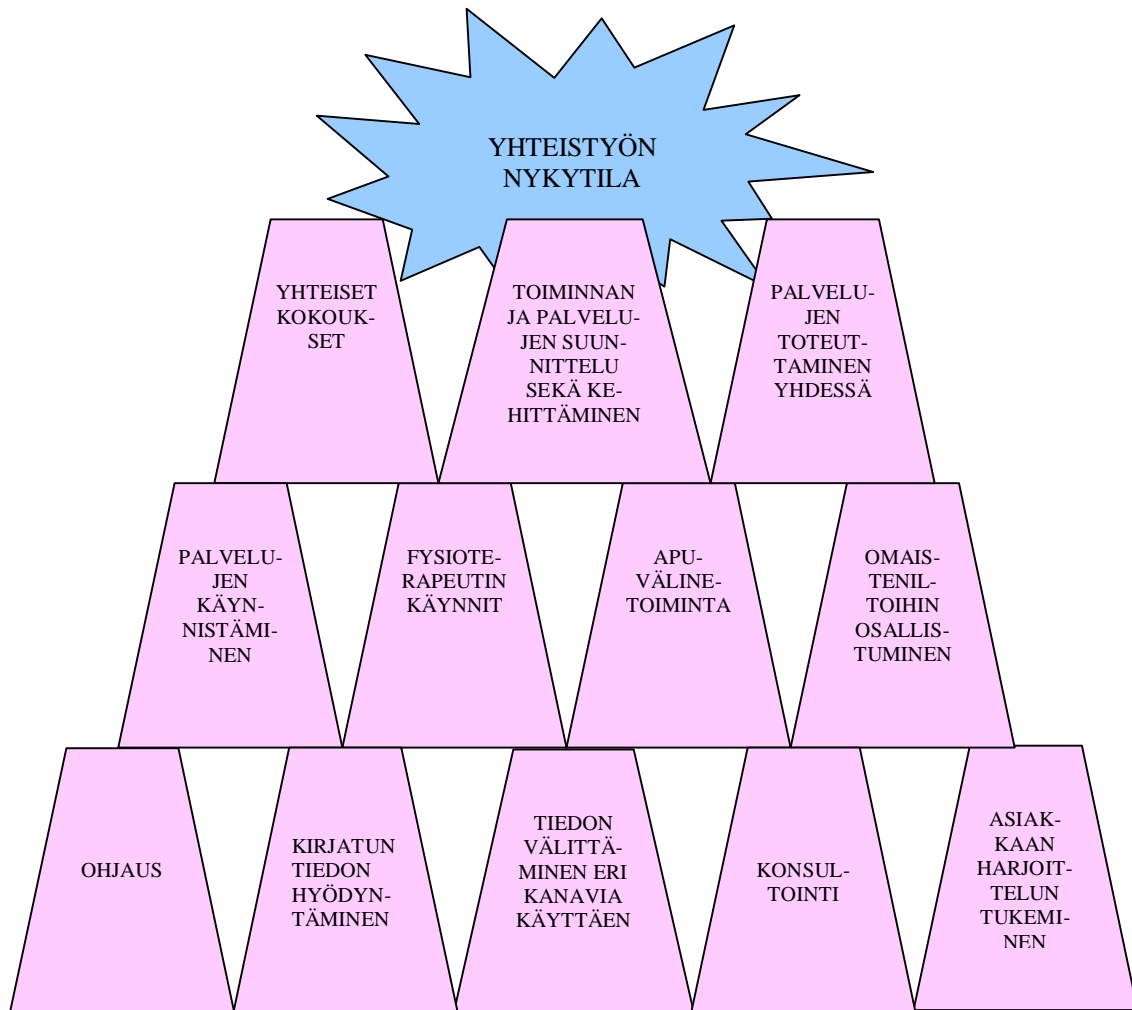 YHTEISTYÖN
NYKYTILA
YHTEISET
KOKOUK-
SET
TOIMINNAN
JA PALVELU-
JEN SUUN-
NITTELU
SEKÄ KE-
HITTÄMINEN
PALVELU-
JEN
TOTEUT-
TAMINEN
YHDESSÄ
PALVELU-
JEN
KÄYN-
NISTÄMI-
NEN
FYSIOTE-
RAPEUTIN
KÄYNNIT
APU-
VÄLINE-
TOIMINTA
OMAIS-
TENIL-
TOIHIN
OSALLIS-
TUMINEN
OHJAUS
KIRJATUN
TIEDON
HYÖDYN-
TÄMINEN
TIEDON
VÄLITTÄ-
MINEN ERI
KANAVIA
KÄYTTÄEN
KONSUL-
TOINTI
ASIAK-
KAAN
HARJOIT-
TELUN
TUKEMI-
NEN